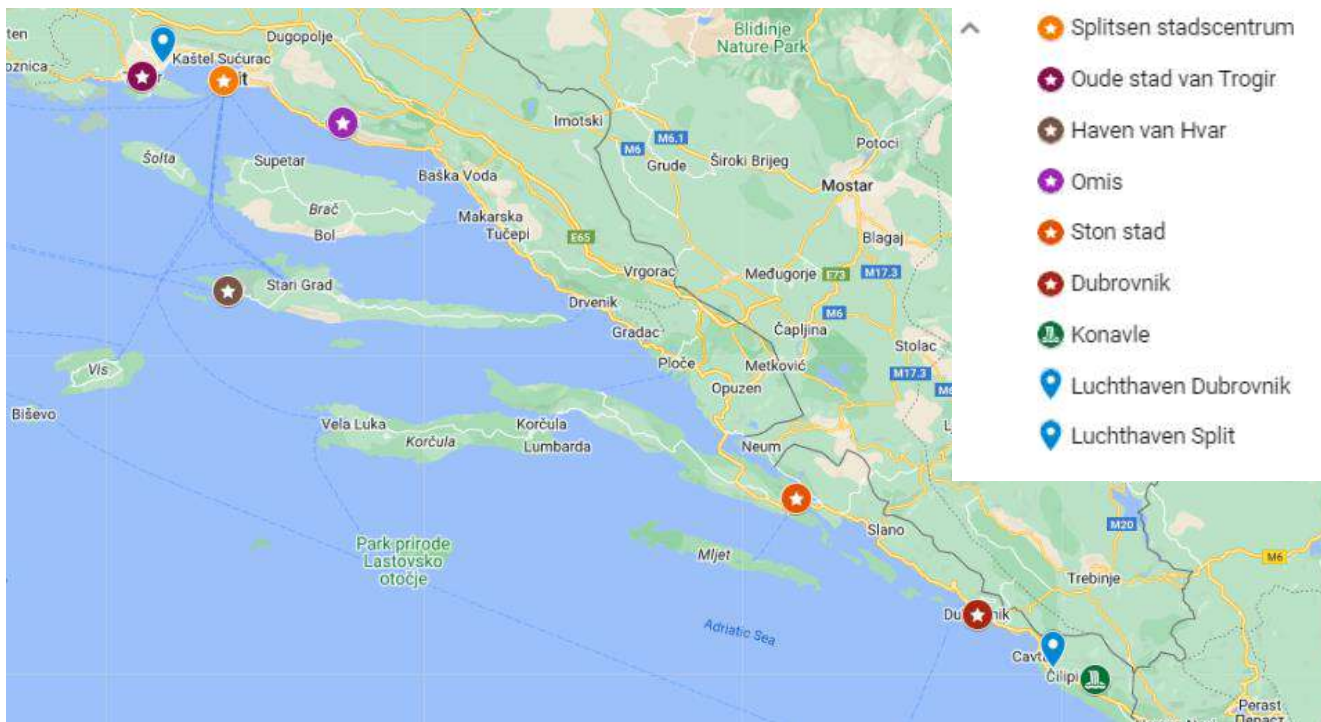 Splitsen stadscentrum
Oude stad van Trogir
Haven van Hvar
Omis
Ston stad
Dubrovnik
Konavle
Luchthaven Dubrovnik
Luchthaven Split
Blidinje
Nature Park
Dugopolje
Kaštel Sućurac
Imotski
M6.1
M6
Grude
Široki Brijeg
Potoci
Mostar
Šolta
Supetar
Brač
Bol
Baška Voda
Makarska
Tučepi
E65
Blagaj
Vrgorac
Međugorje
E73
M17.3
Stari Grad
Drvenik
Gradac
M6
Čapljina
Stolac
Ploče
Metković
M17.3
Opuzen
Vis
Biševo
Vela Luka
Korčula
Korčula
Lumbarda
Neum
Slano
M20
Park prirode
Lastovsko
otočje
Mljet
M6
Trebinje
Adriatic Sea
Čilipi
Perast
Пераст